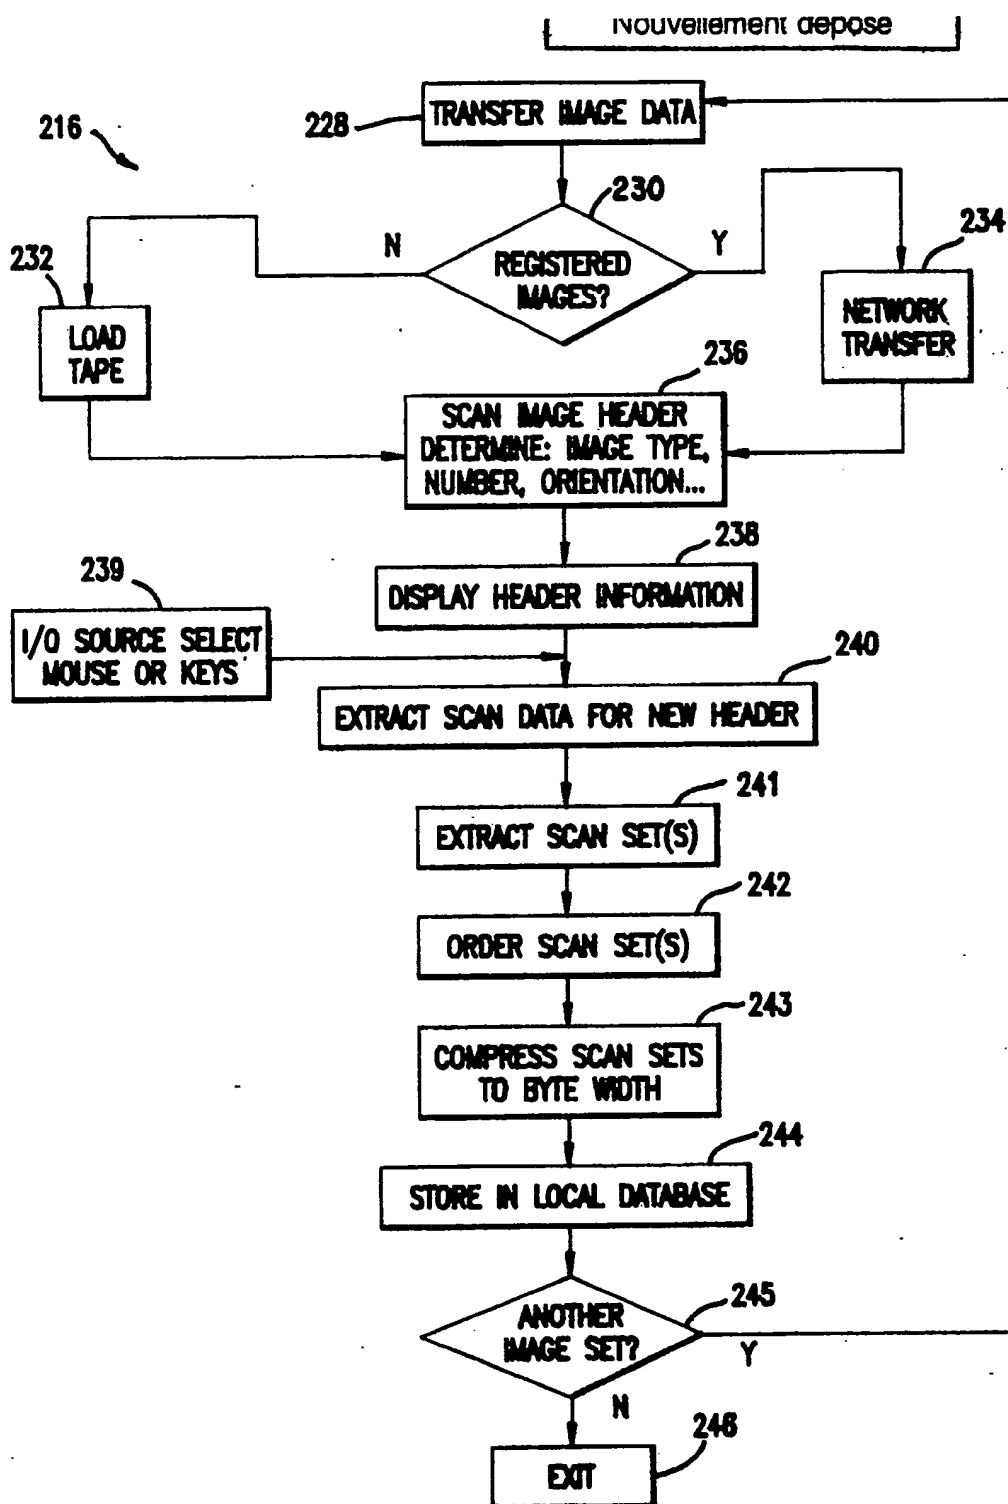 Nouvellement déposé
TRANSFER IMAGE DATA
228
216
230
N
REGISTERED
IMAGES?
Y
232
LOAD
TAPE
234
NETWORK
TRANSFER
236
SCAN IMAGE HEADER
DETERMINE: IMAGE TYPE,
NUMBER, ORIENTATION...
238
DISPLAY HEADER INFORMATION
239
I/O SOURCE SELECT
MOUSE OR KEYS
240
EXTRACT SCAN DATA FOR NEW HEADER
241
EXTRACT SCAN SET(S)
242
ORDER SCAN SET(S)
243
COMPRESS SCAN SETS
TO BYTE WIDTH
244
STORE IN LOCAL DATABASE
245
ANOTHER
IMAGE SET?
Y
N
246
EXIT